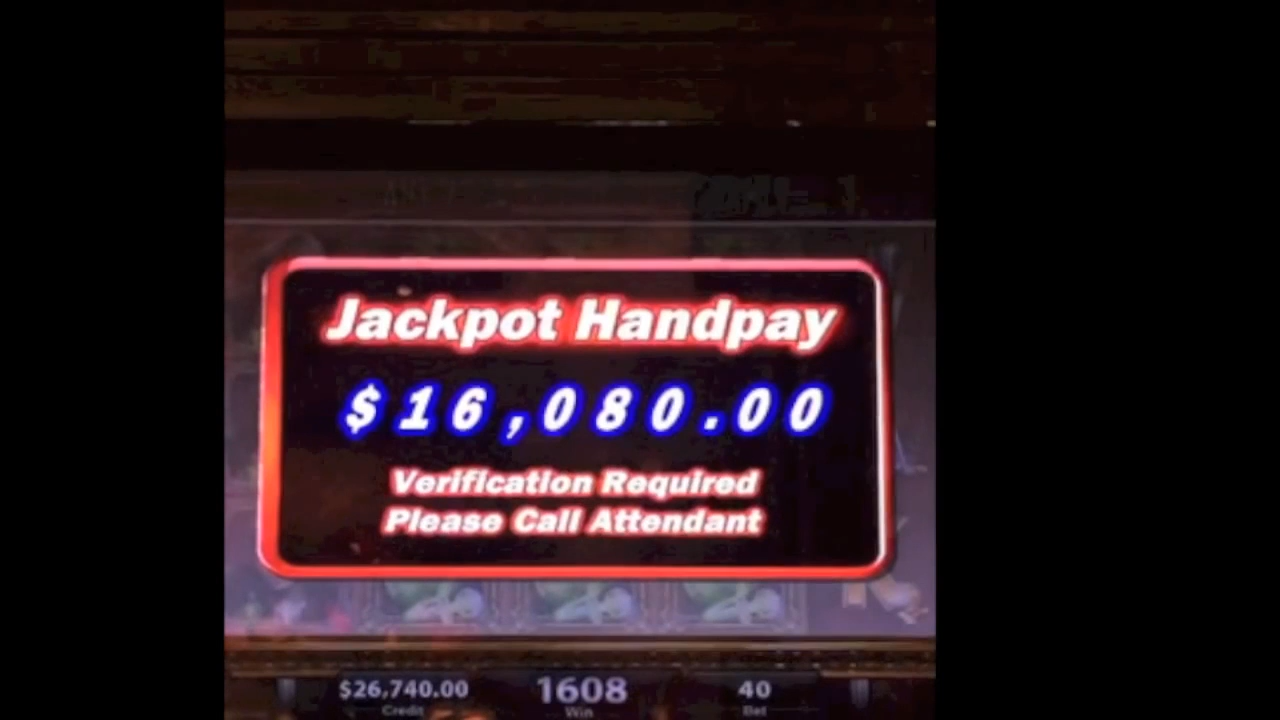 Jackpot Handpay
$16,080.00
Verification Required
Please Call Attendant
$26,740.00 1608 40
Credit Win Bet